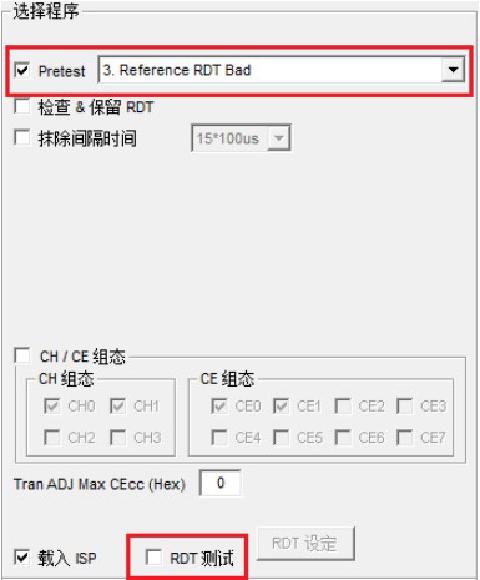 选择程序
Pretest 3. Reference RDT Bad
检查 & 保留 RDT
抹除间隔时间 15*100us
CH / CE 组态
CH 组态 CE 组态
CH0 CH1 CE0 CE1 CE2 CE3
CH2 CH3 CE4 CE5 CE6 CE7
Tran ADJ Max CEcc (Hex) 0
载入 ISP RDT 测试 RDT 设定